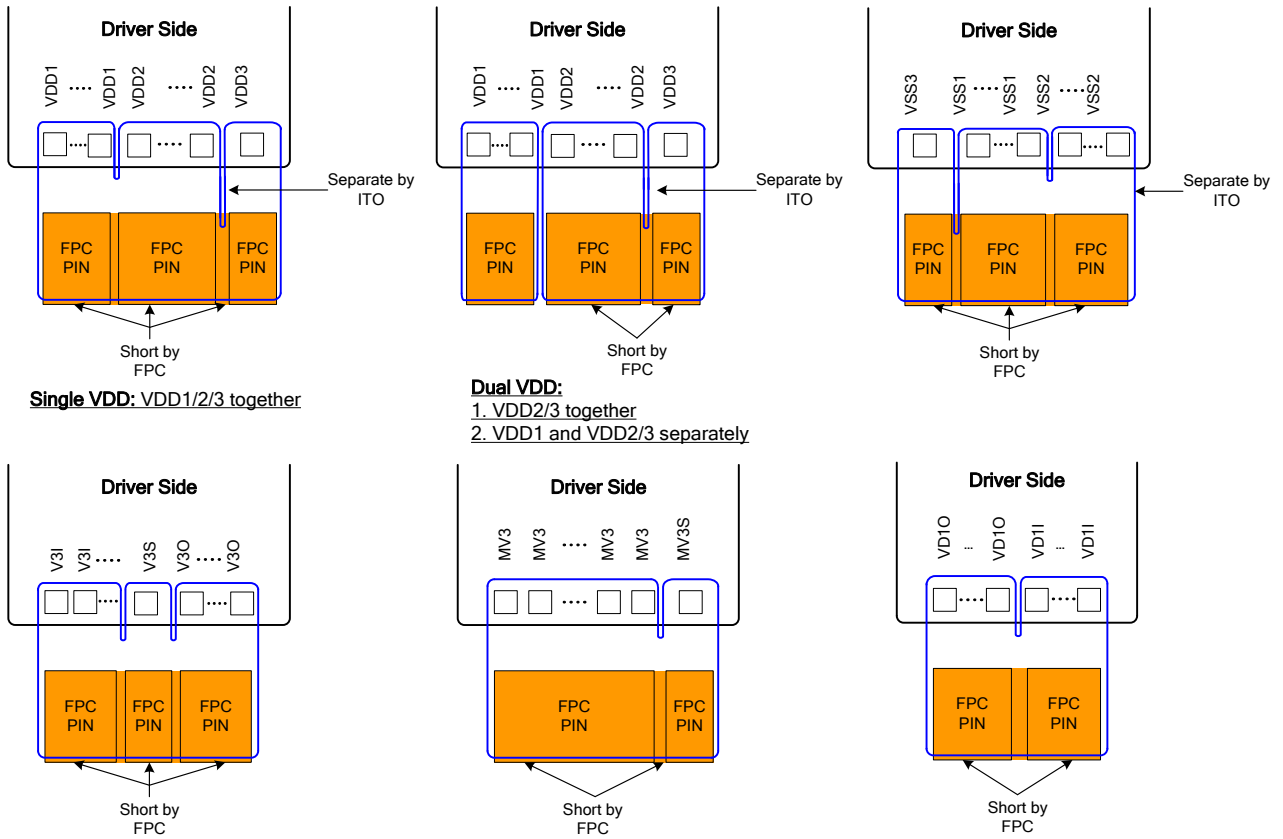 Driver Side
VDD1 ···· VDD1 VDD2 ···· VDD2 VDD3
····
····
Separate by
ITO
FPC
PIN
FPC
PIN
FPC
PIN
Short by
FPC
Single VDD: VDD1/2/3 together
Driver Side
VDD1 ···· VDD1 VDD2 ···· VDD2 VDD3
····
····
Separate by
ITO
FPC
PIN
FPC
PIN
FPC
PIN
Short by
FPC
Dual VDD:
1. VDD2/3 together
2. VDD1 and VDD2/3 separately
Driver Side
VSS3 VSS1 ···· VSS1 VSS2 ···· VSS2
····
····
Separate by
ITO
FPC
PIN
FPC
PIN
FPC
PIN
Short by
FPC
Driver Side
V3I V3I ···· V3S V3O ···· V3O
····
····
FPC
PIN
FPC
PIN
FPC
PIN
Short by
FPC
Driver Side
MV3 MV3 ···· MV3 MV3 MV3S
····
FPC
PIN
FPC
PIN
Short by
FPC
Driver Side
VD1O ... VD1O VD1I ... VD1I
····
····
FPC
PIN
FPC
PIN
Short by
FPC